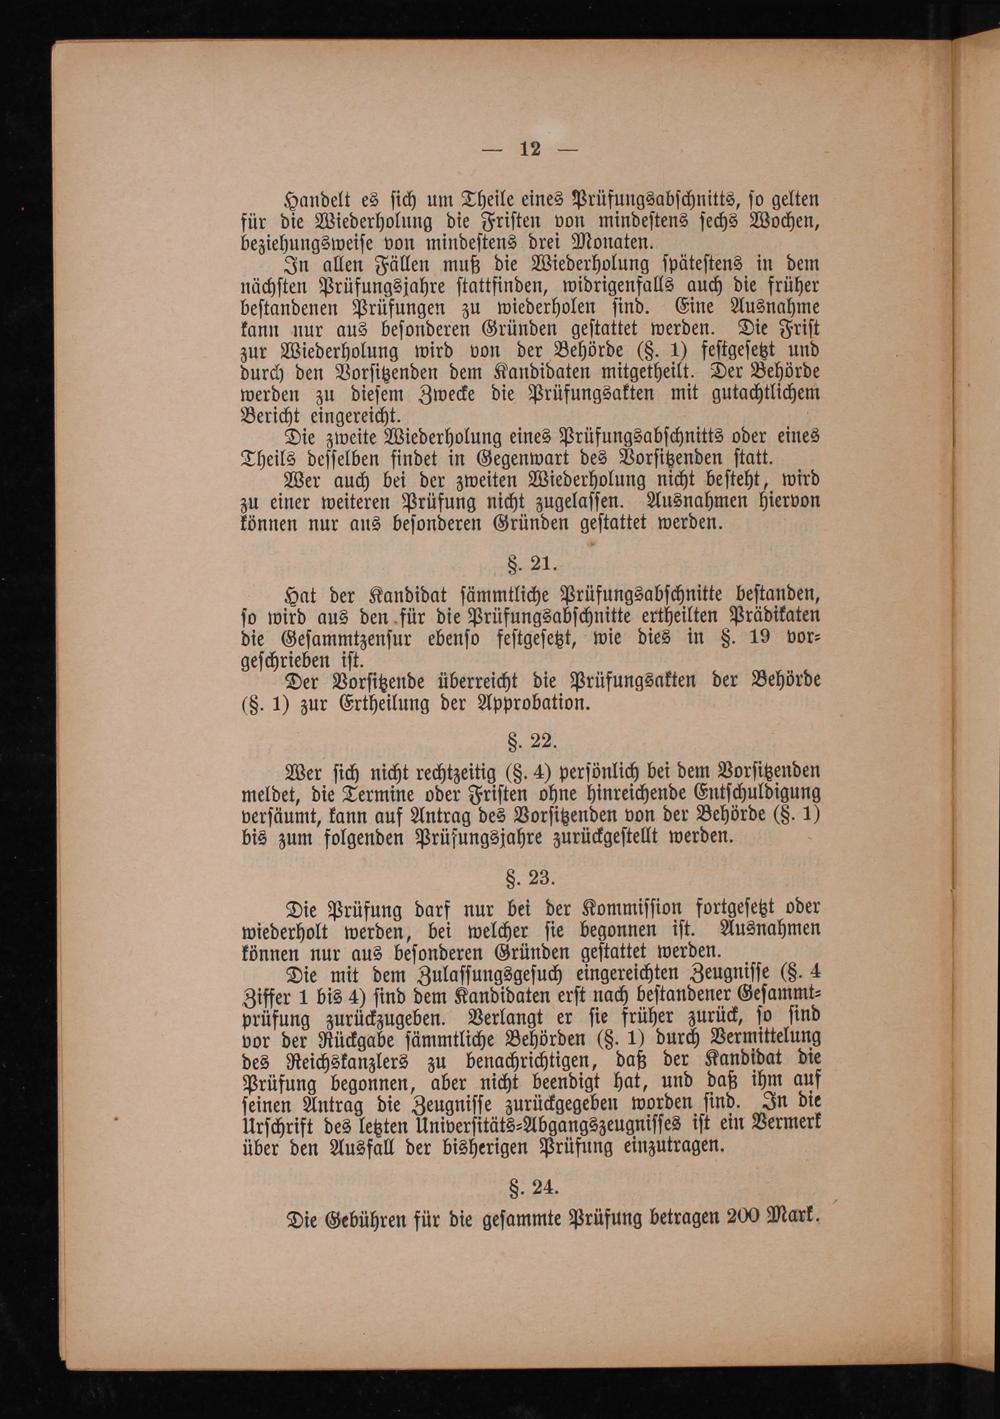 — 12 —
Handelt es sich um Theile eines Prüfungsabschnitts, so gelten
für die Wiederholung die Fristen von mindestens sechs Wochen,
beziehungsweise von mindestens drei Monaten.
In allen Fällen muß die Wiederholung spätestens in dem
nächsten Prüfungsjahre stattfinden, widrigenfalls auch die früher
bestandenen Prüfungen zu wiederholen sind. Eine Ausnahme
kann nur aus besonderen Gründen gestattet werden. Die Frist
zur Wiederholung wird von der Behörde (§. 1) festgesetzt und
durch den Vorsitzenden dem Kandidaten mitgetheilt. Der Behörde
werden zu diesem Zwecke die Prüfungsakten mit gutachtlichem
Bericht eingereicht.
Die zweite Wiederholung eines Prüfungsabschnitts oder eines
Theils desselben findet in Gegenwart des Vorsitzenden statt.
Wer auch bei der zweiten Wiederholung nicht besteht, wird
zu einer weiteren Prüfung nicht zugelassen. Ausnahmen hiervon
können nur aus besonderen Gründen gestattet werden.
§. 21.
Hat der Kandidat sämmtliche Prüfungsabschnitte bestanden,
so wird aus den für die Prüfungsabschnitte ertheilten Prädikaten
die Gesammtzensur ebenso festgesetzt, wie dies in §. 19 vor-
geschrieben ist.
Der Vorsitzende überreicht die Prüfungsakten der Behörde
(§. 1) zur Ertheilung der Approbation.
§. 22.
Wer sich nicht rechtzeitig (§. 4) persönlich bei dem Vorsitzenden
meldet, die Termine oder Fristen ohne hinreichende Entschuldigung
versäumt, kann auf Antrag des Vorsitzenden von der Behörde (§. 1)
bis zum folgenden Prüfungsjahre zurückgestellt werden.
§. 23.
Die Prüfung darf nur bei der Kommission fortgesetzt oder
wiederholt werden, bei welcher sie begonnen ist. Ausnahmen
können nur aus besonderen Gründen gestattet werden.
Die mit dem Zulassungsgesuch eingereichten Zeugnisse (§. 4
Ziffer 1 bis 4) sind dem Kandidaten erst nach bestandener Gesammt-
prüfung zurückzugeben. Verlangt er sie früher zurück, so sind
vor der Rückgabe sämmtliche Behörden (§. 1) durch Vermittelung
des Reichskanzlers zu benachrichtigen, daß der Kandidat die
Prüfung begonnen, aber nicht beendigt hat, und daß ihm auf
seinen Antrag die Zeugnisse zurückgegeben worden sind. In die
Urschrift des letzten Universitäts-Abgangszeugnisses ist ein Vermerk
über den Ausfall der bisherigen Prüfung einzutragen.
§. 24.
Die Gebühren für die gesammte Prüfung betragen 200 Mark.